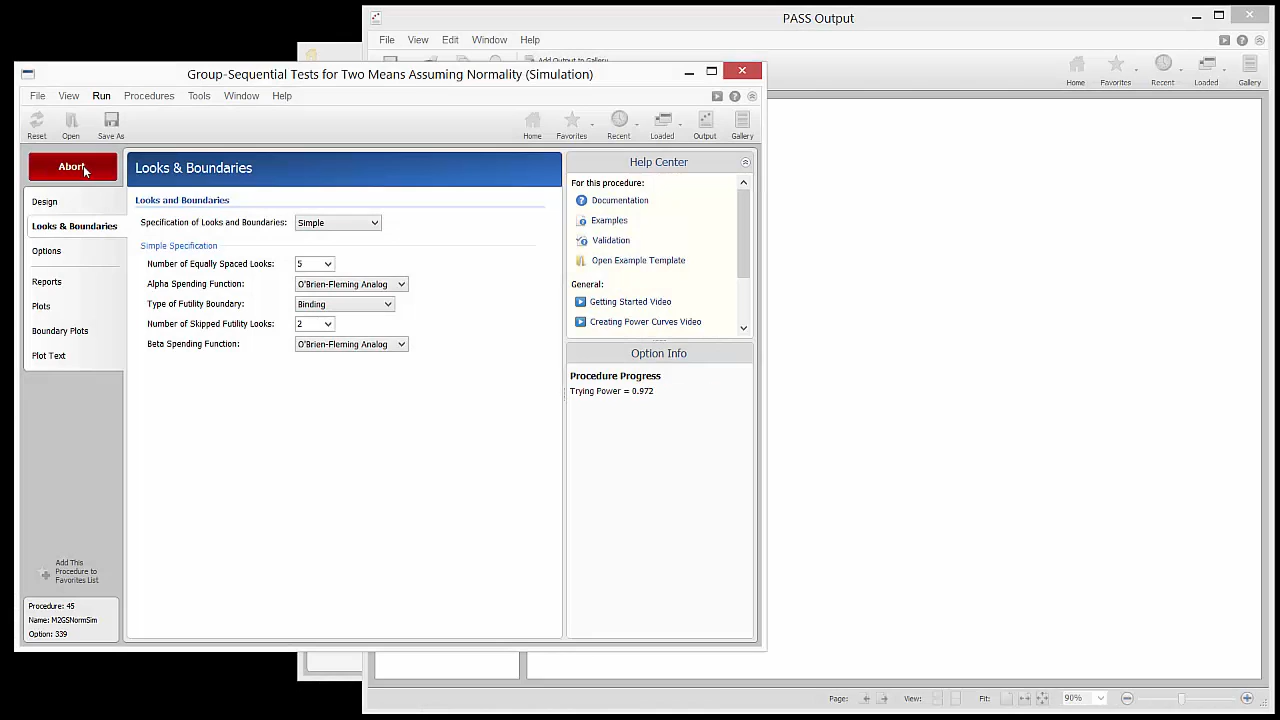 PASS Output
File View Edit Window Help
Add Output to Gallery
Home Favorites Recent Loaded Gallery
Group-Sequential Tests for Two Means Assuming Normality (Simulation)
File View Run Procedures Tools Window Help
Reset Open Save As Home Favorites Recent Loaded Output Gallery
Abort
Design
Looks & Boundaries
Options
Reports
Plots
Boundary Plots
Plot Text
Add This
Procedure to
Favorites List
Procedure: 45
Name: M2GSNormSim
Option: 339
Looks & Boundaries
Looks and Boundaries
Specification of Looks and Boundaries: Simple
Simple Specification
Number of Equally Spaced Looks: 5
Alpha Spending Function: O'Brien-Fleming Analog
Type of Futility Boundary: Binding
Number of Skipped Futility Looks: 2
Beta Spending Function: O'Brien-Fleming Analog
Help Center
For this procedure:
Documentation
Examples
Validation
Open Example Template
General:
Getting Started Video
Creating Power Curves Video
Option Info
Procedure Progress
Trying Power = 0.972
Page: View: Fit: 90%